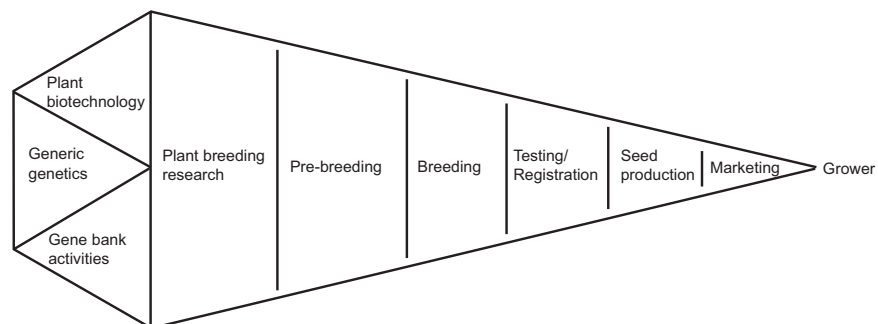 Plant
biotechnology
Generic
genetics
Gene bank
activities
Plant breeding
research
Pre-breeding
Breeding
Testing/
Registration
Seed
production
Marketing
Grower